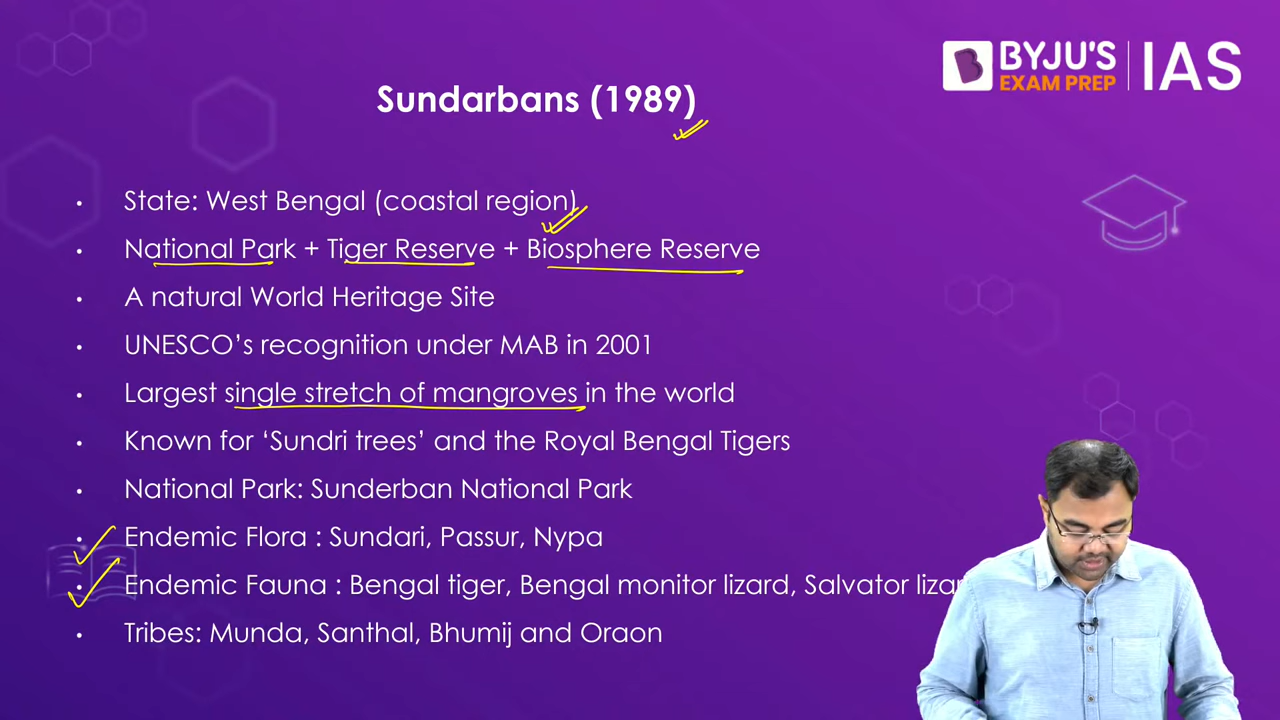 BYJU'S
EXAM PREP
IAS
Sundarbans (1989)
• State: West Bengal (coastal region)
• National Park + Tiger Reserve + Biosphere Reserve
• A natural World Heritage Site
• UNESCO’s recognition under MAB in 2001
• Largest single stretch of mangroves in the world
• Known for ‘Sundri trees’ and the Royal Bengal Tigers
• National Park: Sunderban National Park
• Endemic Flora : Sundari, Passur, Nypa
• Endemic Fauna : Bengal tiger, Bengal monitor lizard, Salvator
• Tribes: Munda, Santhal, Bhumij and Oraon